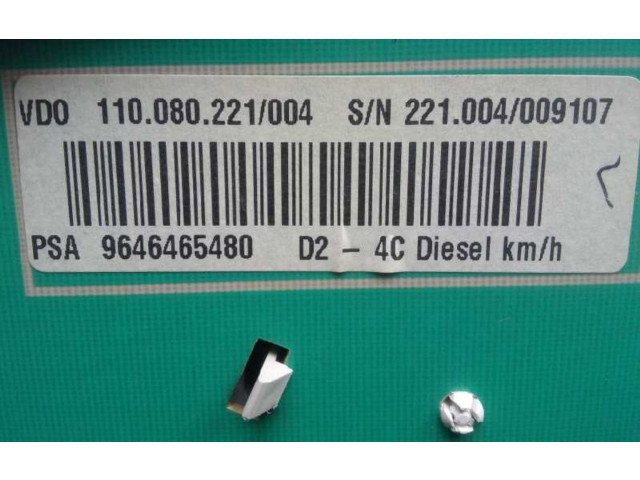 VDO 110.080.221/004 S/N 221.004/009107
PSA 9646465480 D2 - 4C Diesel km/h